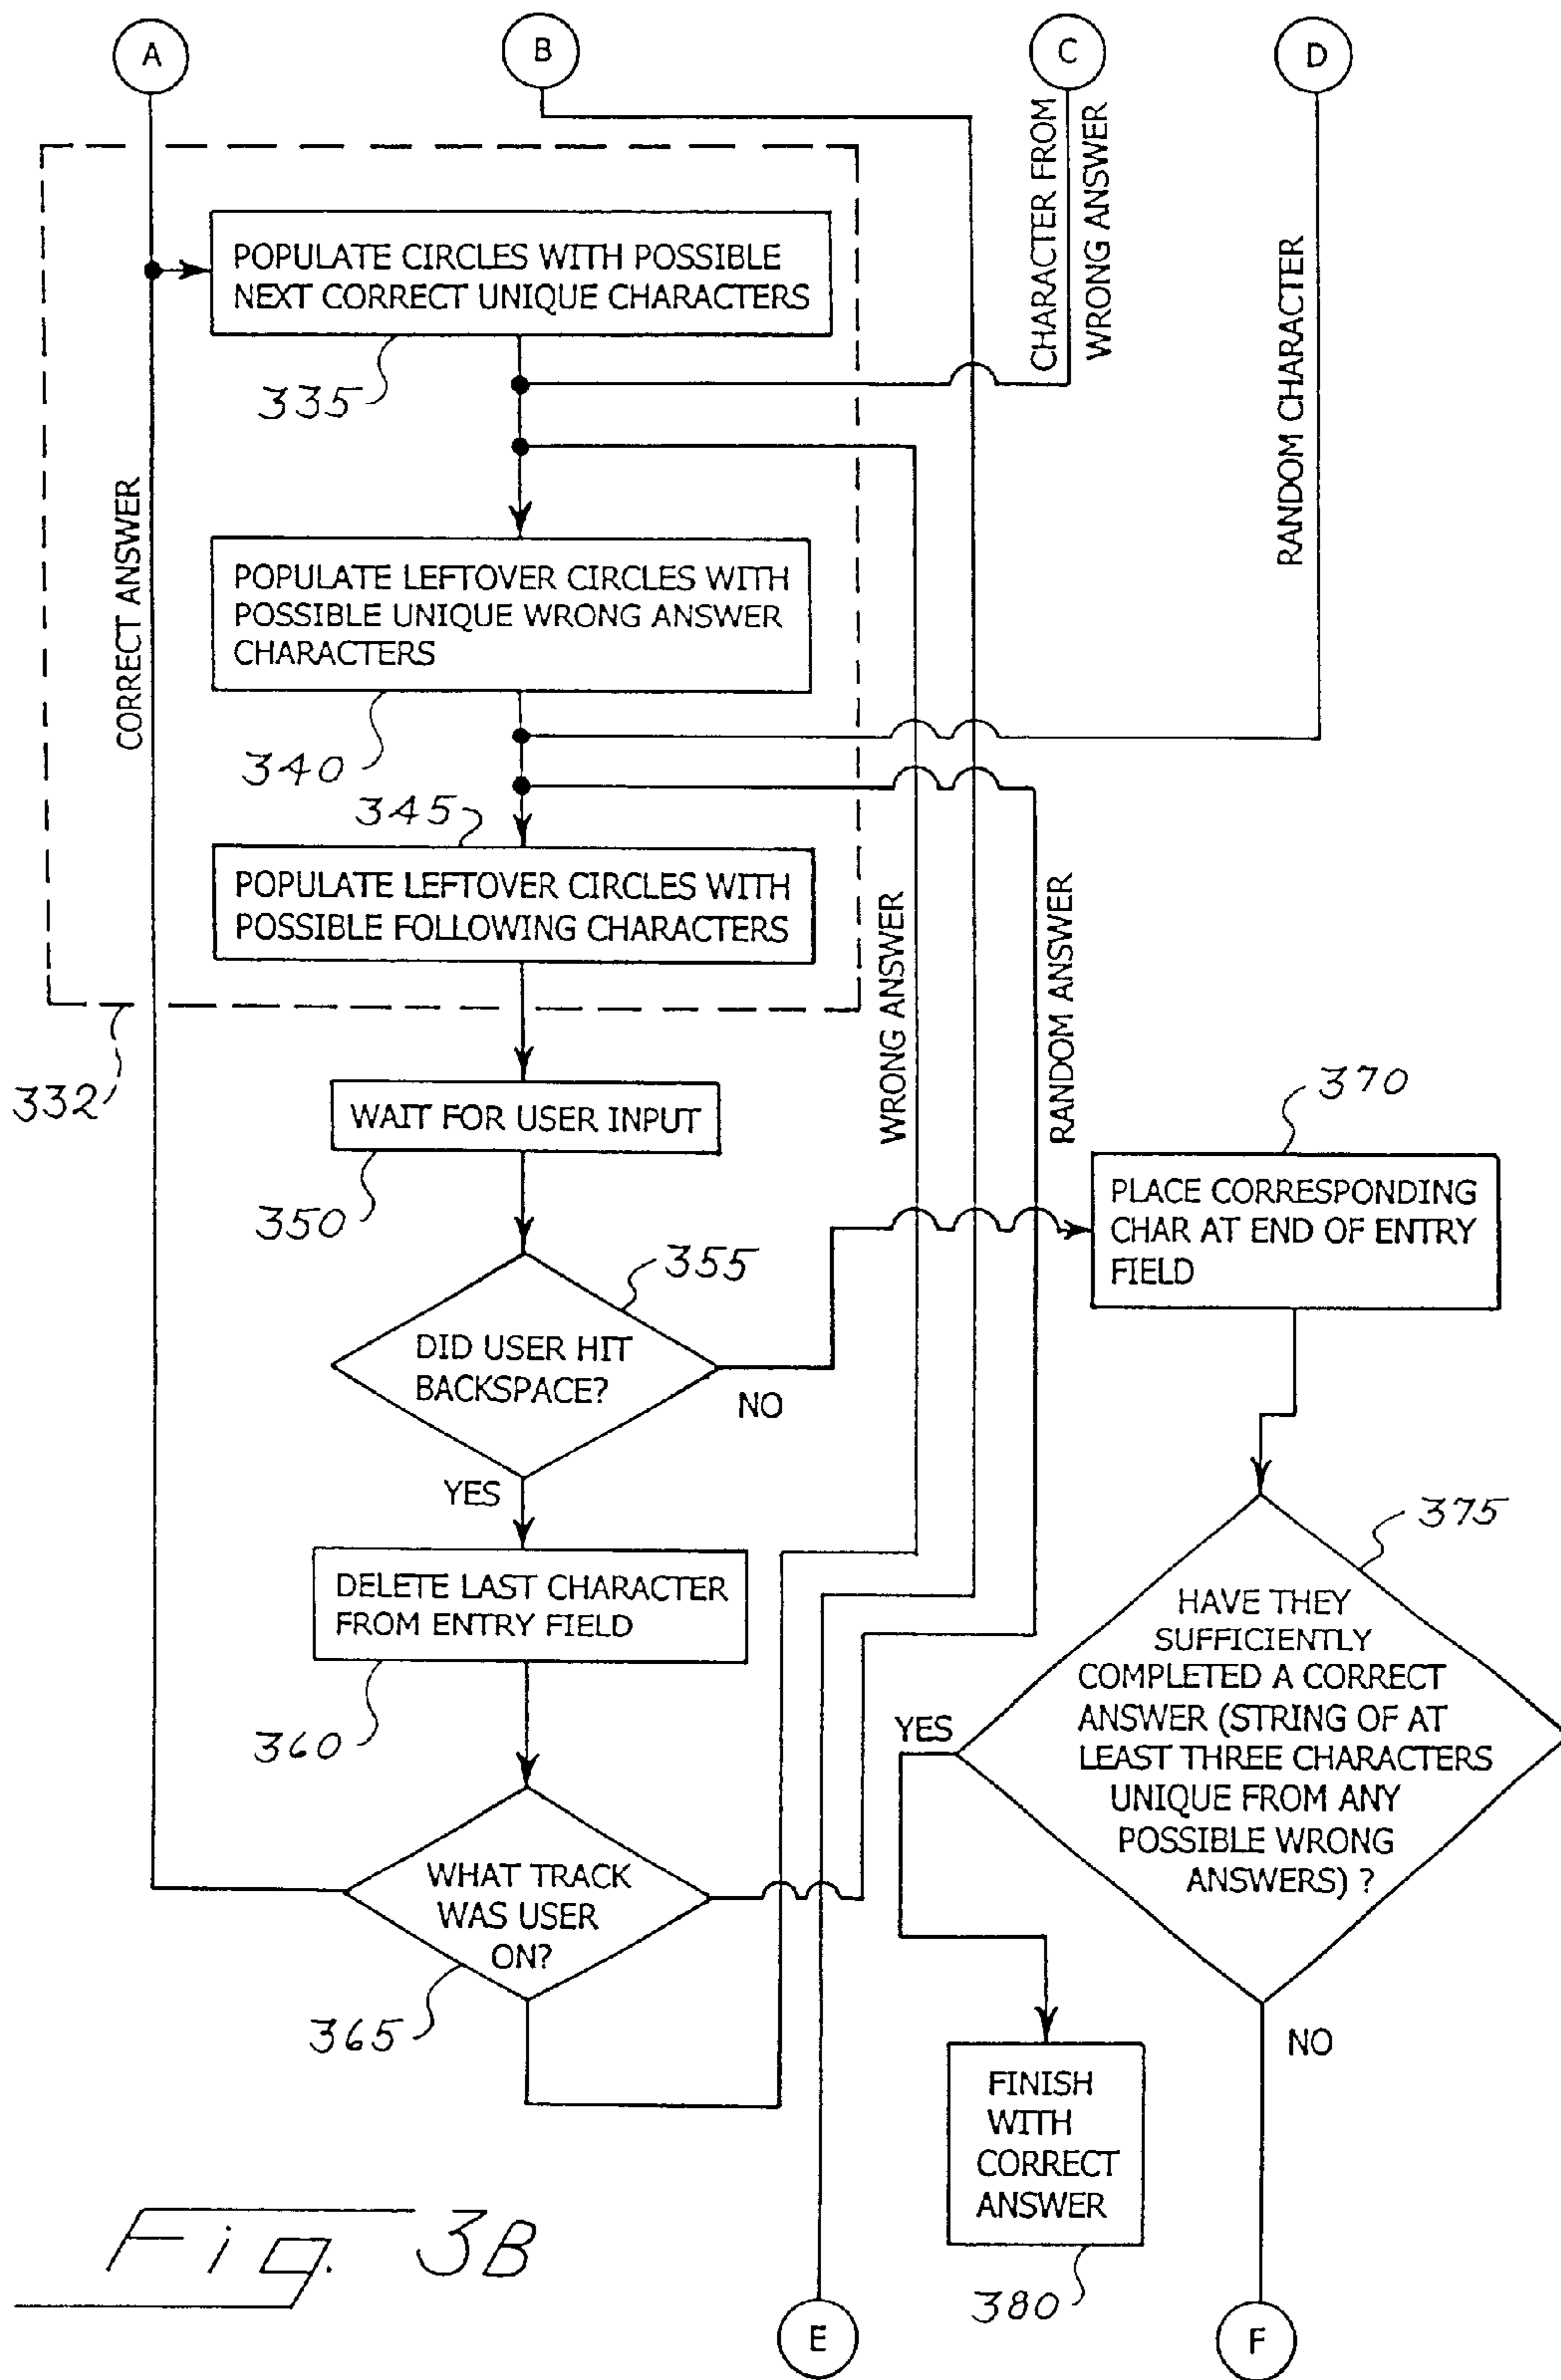 A
B
C
D
CHARACTER FROM
WRONG ANSWER
RANDOM CHARACTER
POPULATE CIRCLES WITH POSSIBLE
NEXT CORRECT UNIQUE CHARACTERS
335
CORRECT ANSWER
POPULATE LEFTOVER CIRCLES WITH
POSSIBLE UNIQUE WRONG ANSWER
CHARACTERS
340
345
POPULATE LEFTOVER CIRCLES WITH
POSSIBLE FOLLOWING CHARACTERS
332
WRONG ANSWER
RANDOM ANSWER
WAIT FOR USER INPUT
350
370
PLACE CORRESPONDING
CHAR AT END OF ENTRY
FIELD
355
DID USER HIT
BACKSPACE?
NO
YES
DELETE LAST CHARACTER
FROM ENTRY FIELD
360
375
HAVE THEY
SUFFICIENTLY
COMPLETED A CORRECT
ANSWER (STRING OF AT
LEAST THREE CHARACTERS
UNIQUE FROM ANY
POSSIBLE WRONG
ANSWERS) ?
YES
NO
WHAT TRACK
WAS USER
ON?
365
FINISH
WITH
CORRECT
ANSWER
380
Fig. 3B
E
F